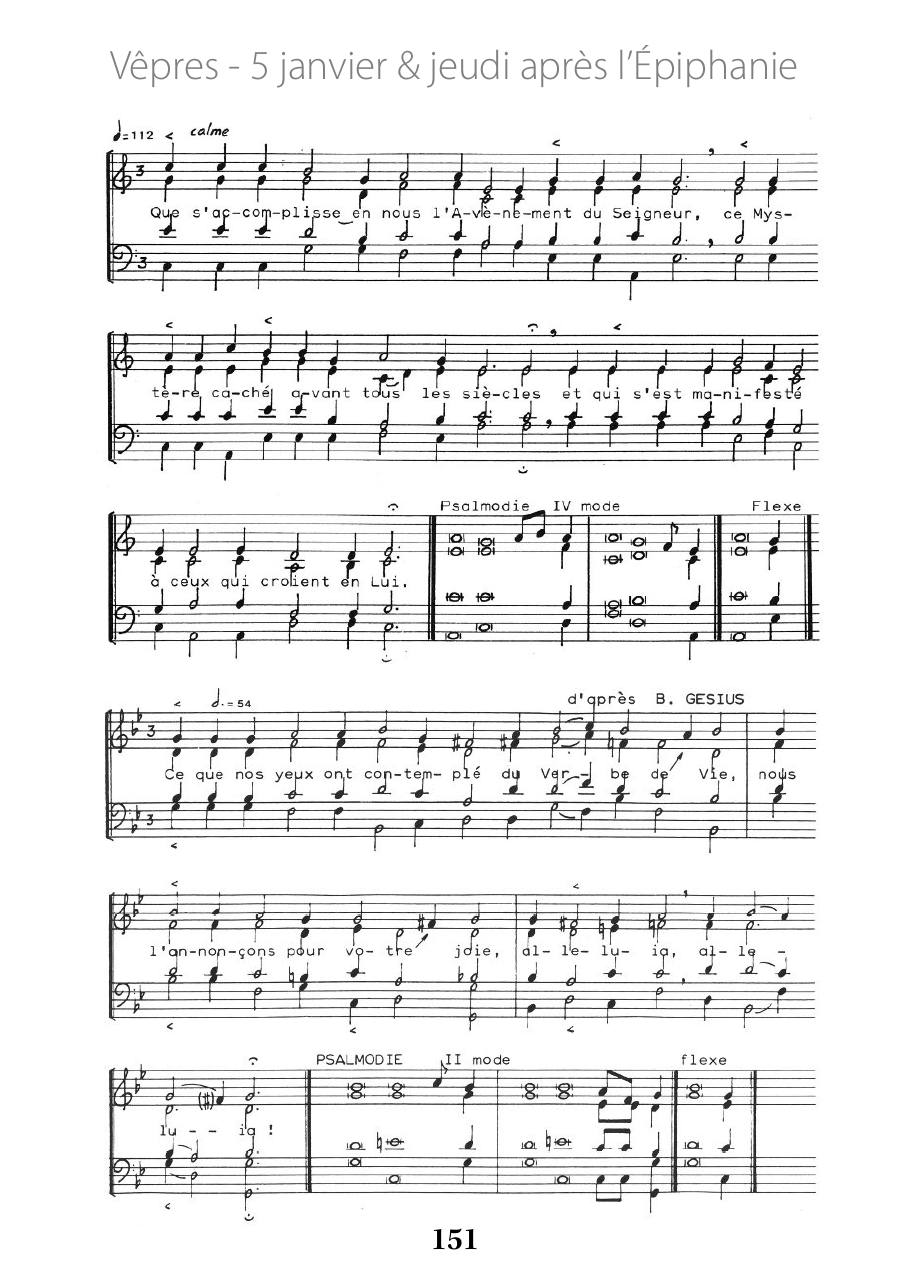 Vêpres - 5 janvier & jeudi après l'Épiphanie
=112 < calme
Que s'ac-com-plisse en nous l'A-vè-ne-ment du Seigneur, ce Mys-
tè-re ca-ché a-vant tous les siè-cles et qui s'est ma-ni-festé
Psalmodie IV mode Flexe
à ceux qui croient en Lui,
.=54
d'après B. GESIUS
Ce que nos yeux ont con-tem-plé du Ver-be de Vie, nous
l'an-non-çons pour vo-tre joie, al-le-lu-ia, al-le-
PSALMODIE II mode flexe
lu--ia !
151